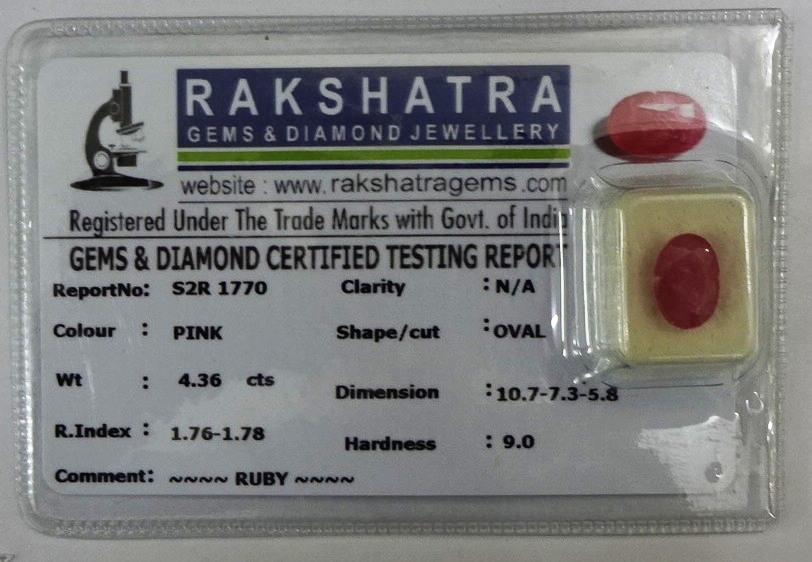 RAKSHATRA
GEMS & DIAMOND JEWELLERY
website : www.rakshatragems.com
Registered Under The Trade Marks with Govt. of India
GEMS & DIAMOND CERTIFIED TESTING REPORT
ReportNo: S2R 1770 Clarity : N/A
Colour : PINK Shape/cut : OVAL
Wt : 4.36 cts Dimension : 10.7-7.3-5.8
R.Index : 1.76-1.78 Hardness : 9.0
Comment: ~~~~ RUBY ~~~~